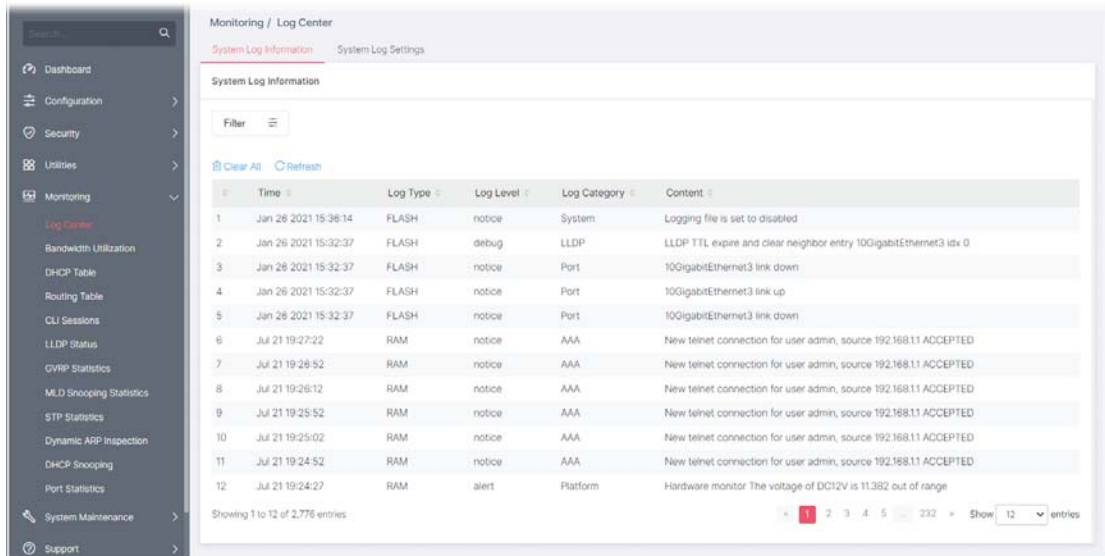 Search...
Dashboard
Configuration
Security
Utilities
Monitoring
Log Center
Bandwidth Utilization
DHCP Table
Routing Table
CLI Sessions
LLDP Status
GVRP Statistics
MLD Snooping Statistics
STP Statistics
Dynamic ARP Inspection
DHCP Snooping
Port Statistics
System Maintenance
Support
Monitoring / Log Center
System Log Information System Log Settings
System Log Information
Filter
Clear All Refresh
Time Log Type Log Level Log Category Content
1 Jan 26 2021 15:36:14 FLASH notice System Logging file is set to disabled
2 Jan 26 2021 15:32:37 FLASH debug LLDP LLDP TTL expire and clear neighbor entry 10GigabitEthernet3 idx 0
3 Jan 26 2021 15:32:37 FLASH notice Port 10GigabitEthernet3 link down
4 Jan 26 2021 15:32:37 FLASH notice Port 10GigabitEthernet3 link up
5 Jan 26 2021 15:32:37 FLASH notice Port 10GigabitEthernet3 link down
6 Jul 21 19:27:22 RAM notice AAA New telnet connection for user admin, source 192.168.1.1 ACCEPTED
7 Jul 21 19:26:52 RAM notice AAA New telnet connection for user admin, source 192.168.1.1 ACCEPTED
8 Jul 21 19:26:12 RAM notice AAA New telnet connection for user admin, source 192.168.1.1 ACCEPTED
9 Jul 21 19:25:52 RAM notice AAA New telnet connection for user admin, source 192.168.1.1 ACCEPTED
10 Jul 21 19:25:02 RAM notice AAA New telnet connection for user admin, source 192.168.1.1 ACCEPTED
11 Jul 21 19:24:52 RAM notice AAA New telnet connection for user admin, source 192.168.1.1 ACCEPTED
12 Jul 21 19:24:27 RAM alert Platform Hardware monitor The voltage of DC12V is 11.382 out of range
Showing 1 to 12 of 2,776 entries « 1 2 3 4 5 ... 232 » Show 12 entries